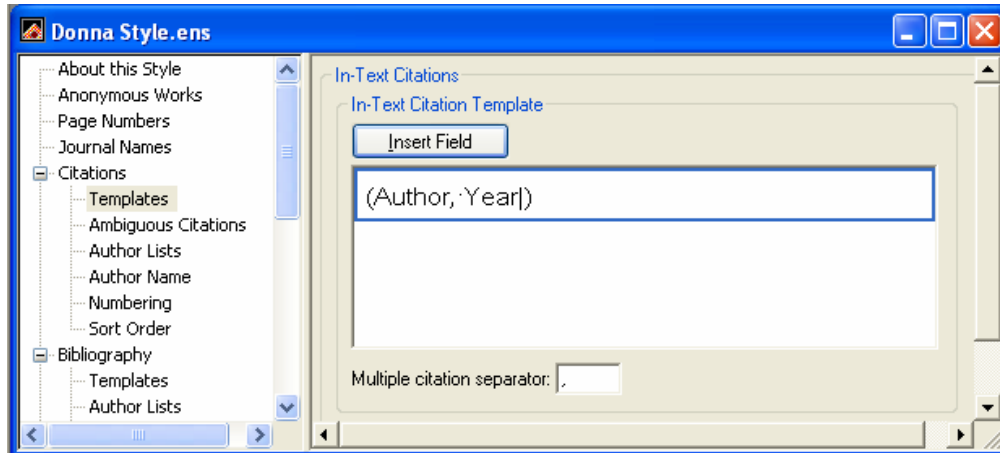 Donna Style.ens
About this Style
Anonymous Works
Page Numbers
Journal Names
Citations
Templates
Ambiguous Citations
Author Lists
Author Name
Numbering
Sort Order
Bibliography
Templates
Author Lists
In-Text Citations
In-Text Citation Template
Insert Field
(Author,·Year)
Multiple citation separator: ,